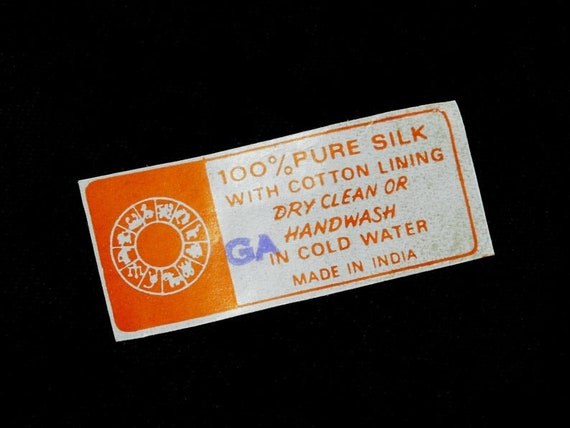 100% PURE SILK
WITH COTTON LINING
DRY CLEAN OR
HANDWASH
GA
IN COLD WATER
MADE IN INDIA